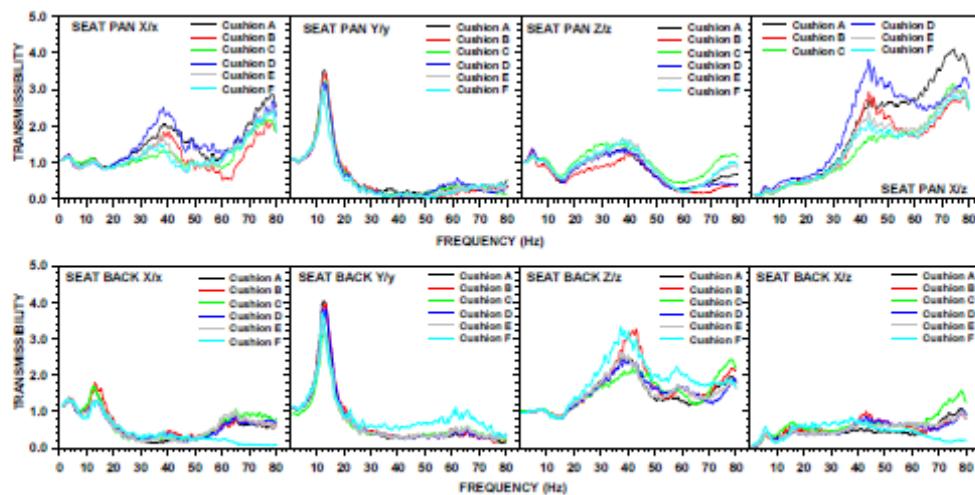 5.0 SEAT PAN X/x SEAT PAN Y/y SEAT PAN Z/z
Cushion A Cushion A Cushion A Cushion A Cushion D
Cushion B Cushion B Cushion B Cushion B Cushion E
Cushion C Cushion C Cushion C Cushion C Cushion F
Cushion D Cushion D Cushion D
Cushion E Cushion E Cushion E
Cushion F Cushion F Cushion F
4.0
3.0
2.0
1.0
0.0
TRANSMISSIBILITY
SEAT PAN X/z
0 10 20 30 40 50 60 70 80 10 20 30 40 50 60 70 80 10 20 30 40 50 60 70 80 10 20 30 40 50 60 70 80
FREQUENCY (Hz)
5.0 SEAT BACK X/x SEAT BACK Y/y SEAT BACK Z/z SEAT BACK X/z
Cushion A Cushion A Cushion A Cushion A
Cushion B Cushion B Cushion B Cushion B
Cushion C Cushion C Cushion C Cushion C
Cushion D Cushion D Cushion D Cushion D
Cushion E Cushion E Cushion E Cushion E
Cushion F Cushion F Cushion F Cushion F
4.0
3.0
2.0
1.0
0.0
TRANSMISSIBILITY
0 10 20 30 40 50 60 70 80 10 20 30 40 50 60 70 80 10 20 30 40 50 60 70 80 10 20 30 40 50 60 70 80
FREQUENCY (Hz)